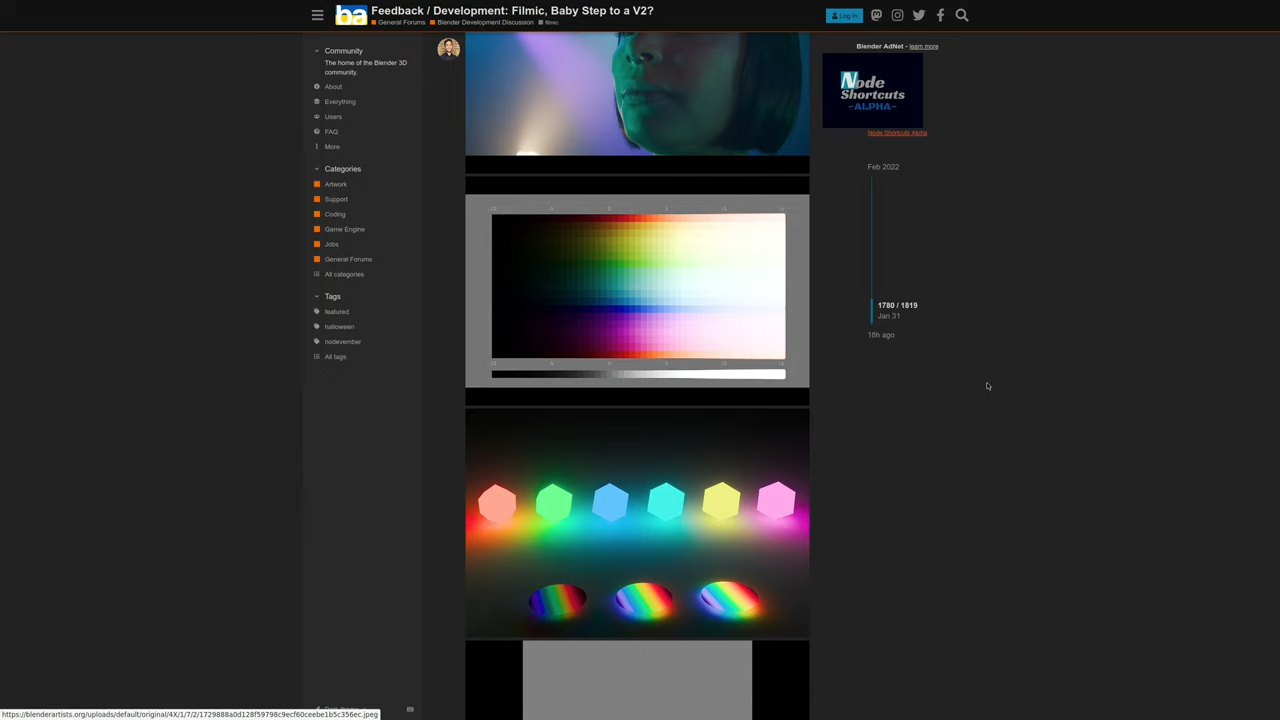 Feedback / Development: Filmic, Baby Step to a V2?
General Forums
Blender Development Discussion
filmic
Log In
Community
The home of the Blender 3D
community.
About
Everything
Users
FAQ
More
Categories
Artwork
Support
Coding
Game Engine
Jobs
General Forums
All categories
Tags
featured
halloween
nodevember
All tags
Blender AdNet - learn more
Node
Shortcuts
-ALPHA-
Node Shortcuts Alpha
Feb 2022
1780 / 1819
Jan 31
18h ago
https://blenderartists.org/uploads/default/original/4X/1/7/2/1729888a0d128f59798c9ecf60ceebe1b5c356ec.jpeg